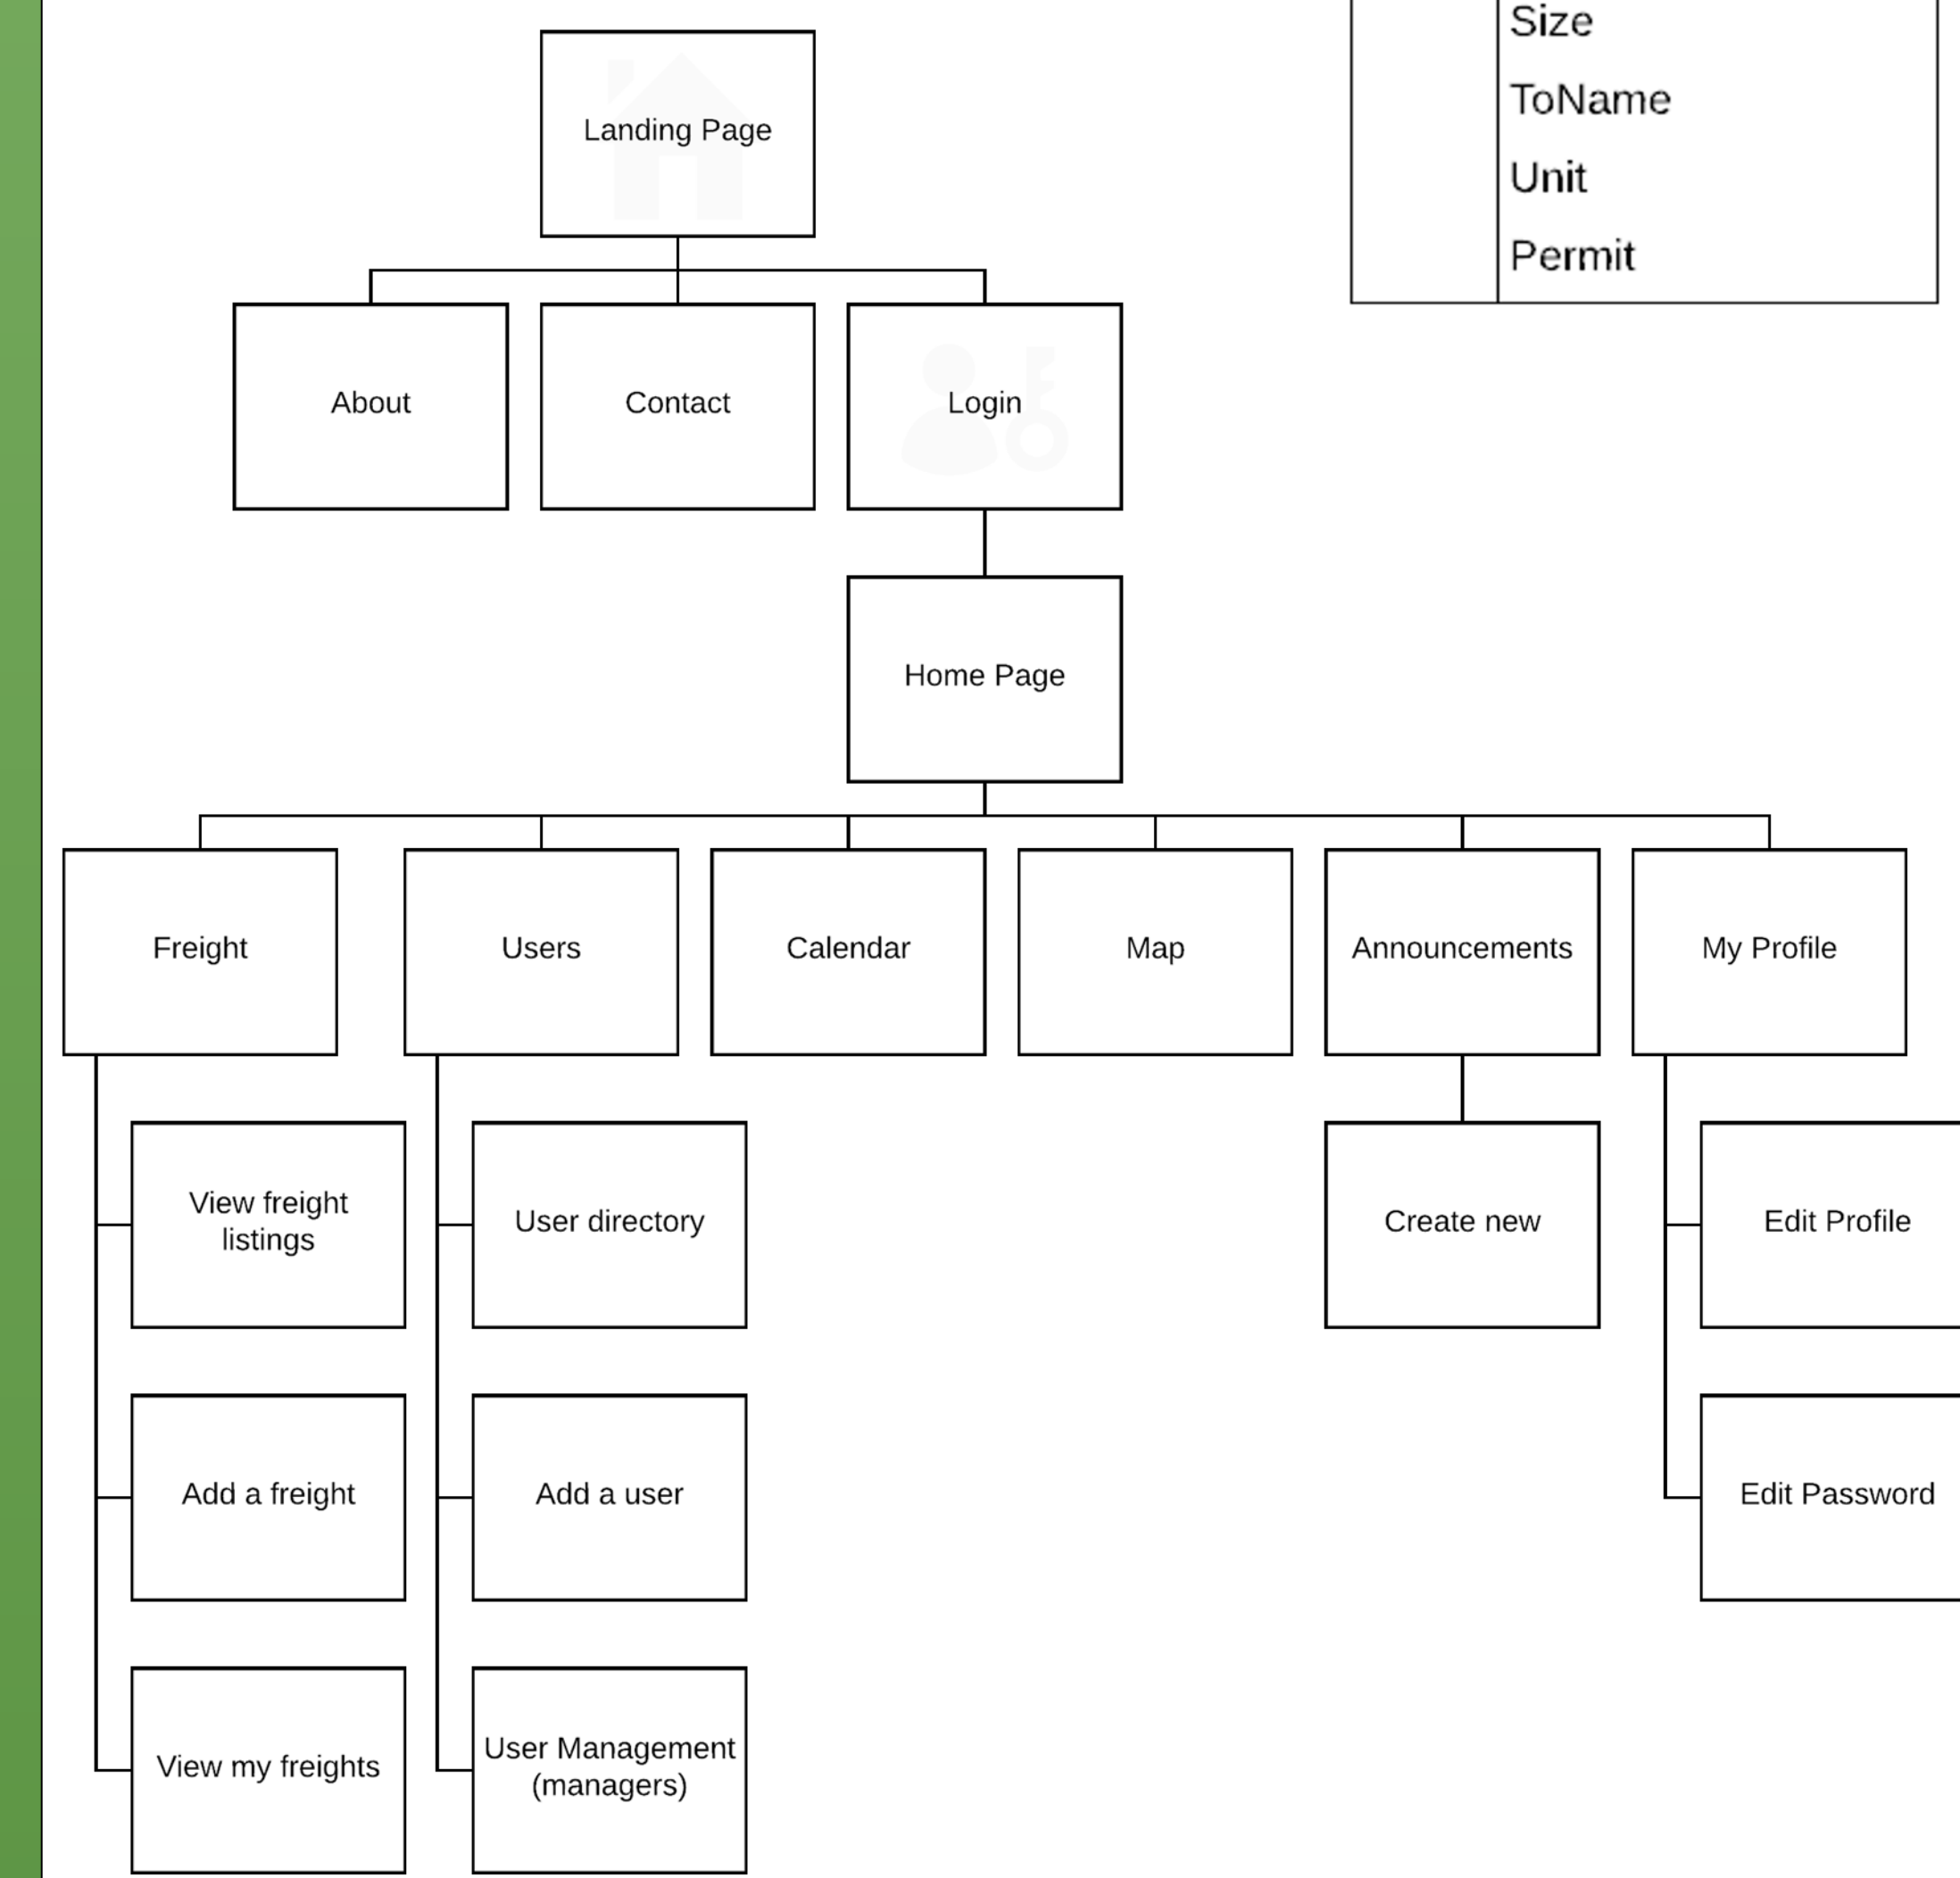 Size
ToName
Unit
Permit
Landing Page
About
Contact
Login
Home Page
Freight
Users
Calendar
Map
Announcements
My Profile
View freight
listings
User directory
Create new
Edit Profile
Add a freight
Add a user
Edit Password
View my freights
User Management
(managers)